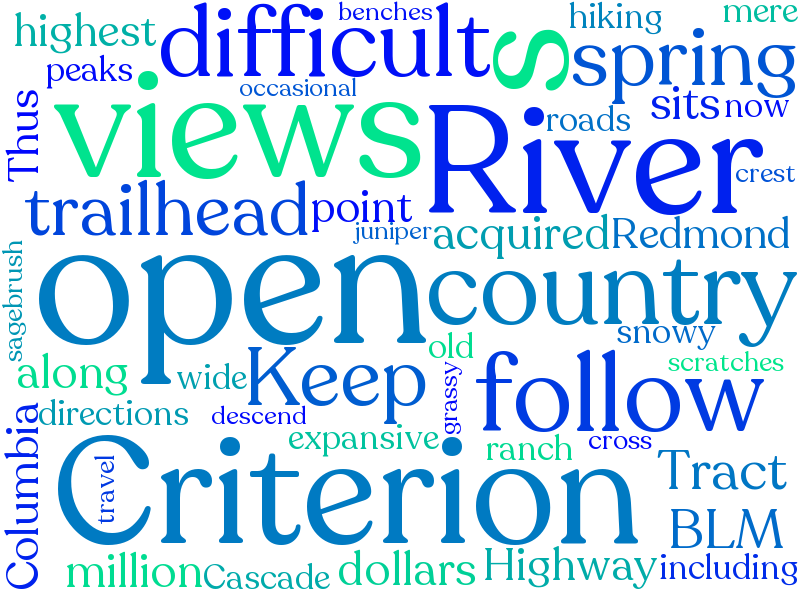 benches
hiking
mere
highest
difficult
S
spring
peaks
occasional
views
sits
now
Thus
River
roads
crest
trailhead
point
juniper
acquired
Redmond
sagebrush
open
country
snowy
old
along
wide
Keep
grassy
follow
scratches
directions
descend
Columbia
expansive
ranch
cross
Criterion
travel
Tract
BLM
million
Cascade
dollars
Highway
including